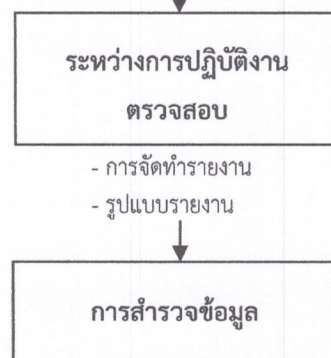 ระหว่างการปฏิบัติงาน
ตรวจสอบ
- การจัดทำรายงาน
- รูปแบบรายงาน
การสำรวจข้อมูล